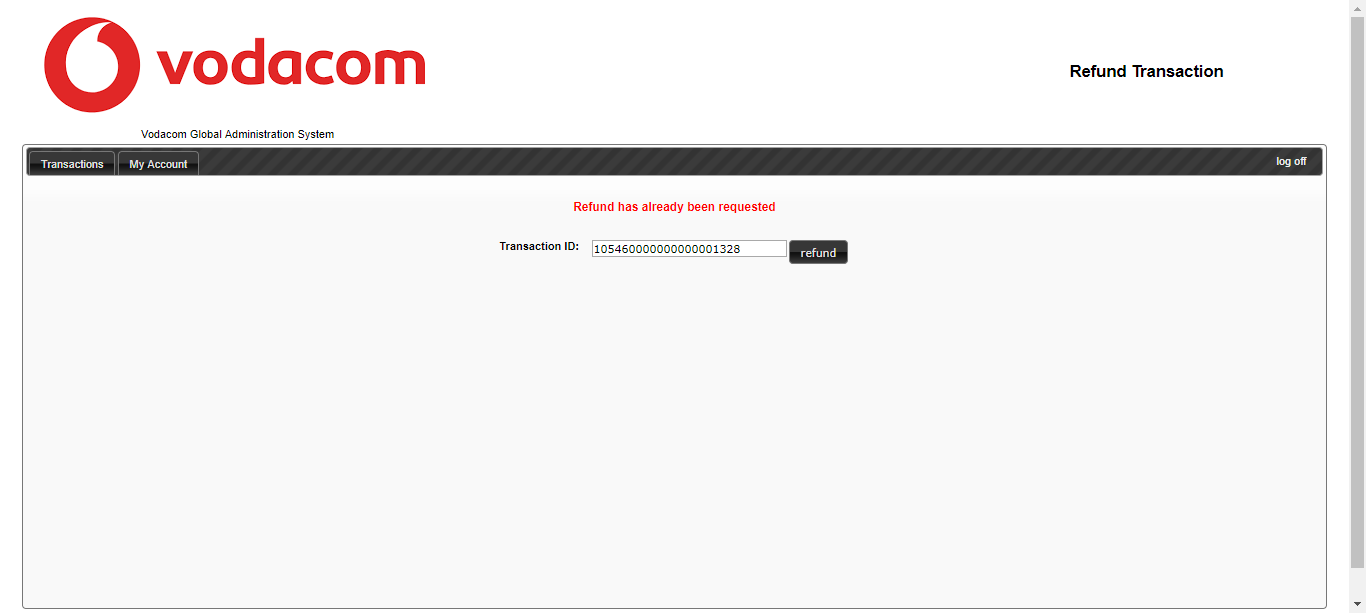 vodacom
Refund Transaction
Vodacom Global Administration System
Transactions
My Account
log off
Refund has already been requested
Transaction ID: 105460000000000001328 refund